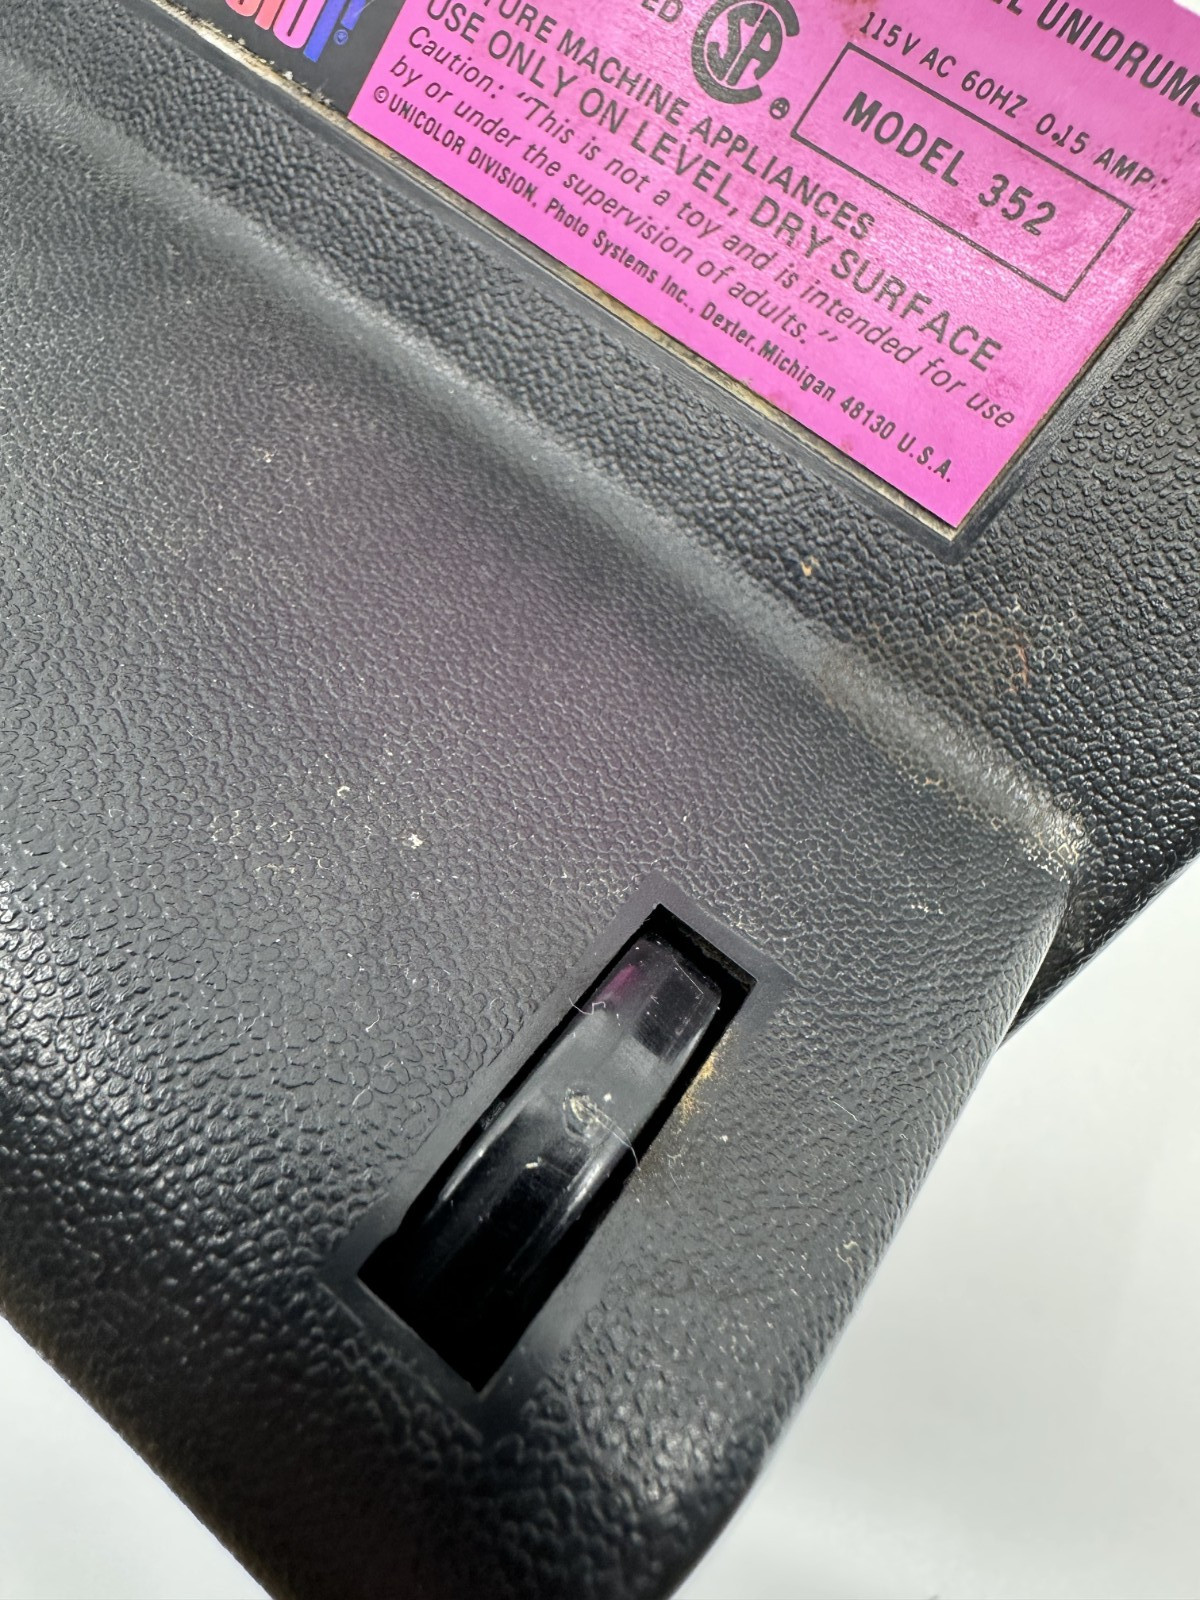 UNIDRUM
115V AC 60HZ 0.15 AMP.
MODEL 352
MACHINE APPLIANCES
USE ONLY ON LEVEL, DRY SURFACE
Caution: "This is not a toy and is intended for use
by or under the supervision of adults."
©UNICOLOR DIVISION, Photo Systems Inc., Dexter, Michigan 48130 U.S.A.